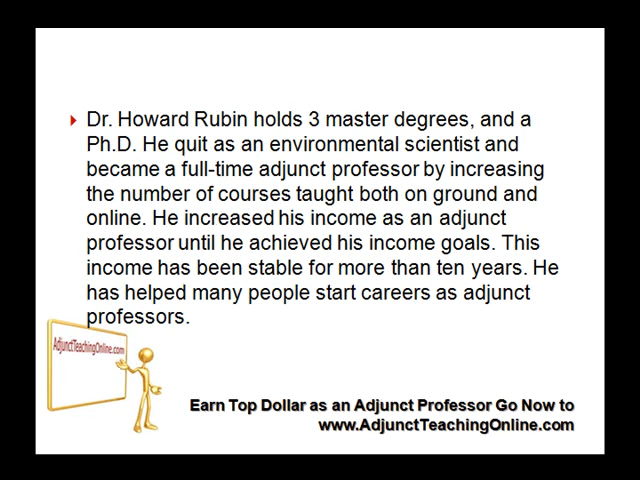 Dr. Howard Rubin holds 3 master degrees, and a
Ph.D. He quit as an environmental scientist and
became a full-time adjunct professor by increasing
the number of courses taught both on ground and
online. He increased his income as an adjunct
professor until he achieved his income goals. This
income has been stable for more than ten years. He
has helped many people start careers as adjunct
professors.
AdjunctTeachingOnline.com
Earn Top Dollar as an Adjunct Professor Go Now to
www.AdjunctTeachingOnline.com